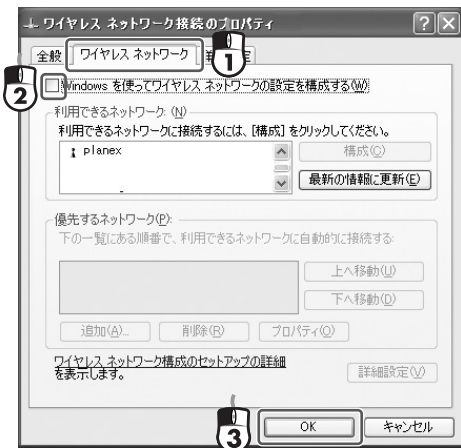 ワイヤレス ネットワーク接続のプロパティ
全般 ワイヤレス ネットワーク
1
2
Windows を使ってワイヤレス ネットワークの設定を構成する(W)
利用できるネットワーク: (N)
利用できるネットワークに接続するには、[構成] をクリックしてください。
planex
構成(C)
最新の情報に更新(E)
優先するネットワーク(P):
下の一覧にある順番で、利用できるネットワークに自動的に接続する:
上へ移動(U)
下へ移動(D)
追加(A)... 削除(R) プロパティ(O)
ワイヤレス ネットワーク構成のセットアップの詳細
を表示します。
詳細設定(V)
3
OK キャンセル